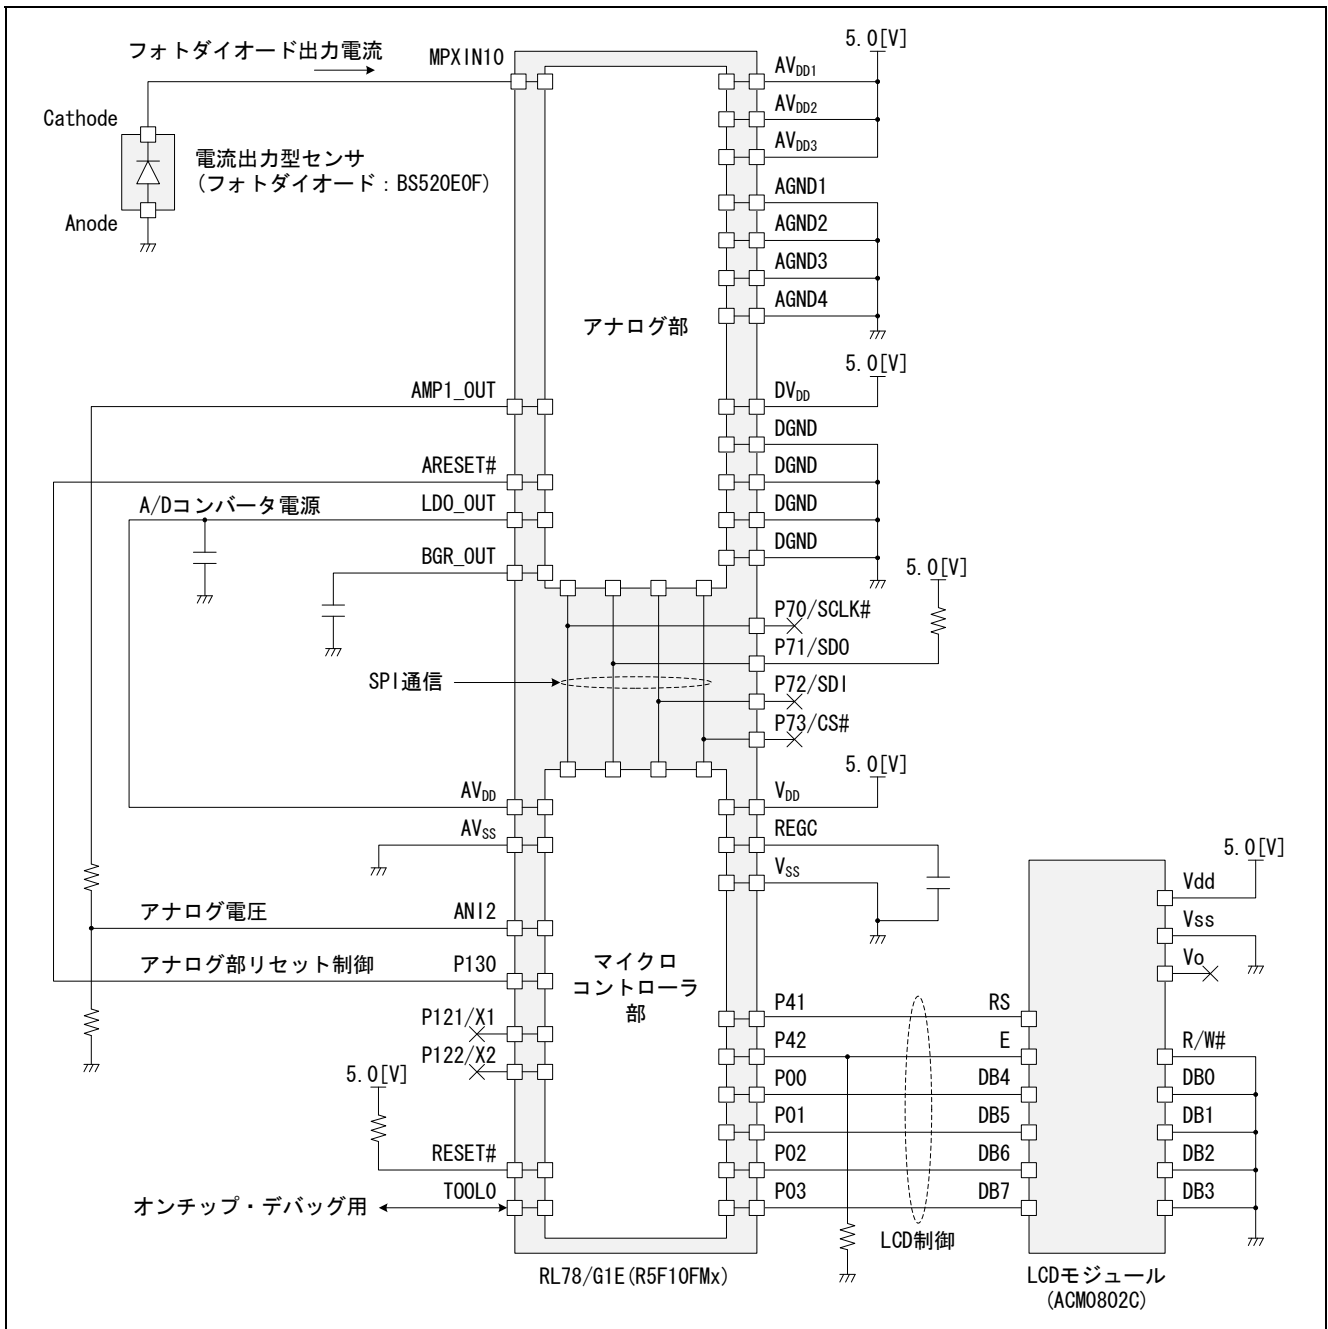 フォトダイオード出力電流
MPXIN10
5.0[V]
AVDD1
AVDD2
AVDD3
Cathode
電流出力型センサ
(フォトダイオード：BS520E0F)
Anode
AGND1
AGND2
AGND3
AGND4
アナログ部
5.0[V]
AMP1_OUT
DVDD
DGND
ARESET#
DGND
A/Dコンバータ電源
LDO_OUT
DGND
BGR_OUT
DGND
5.0[V]
P70/SCLK#
P71/SDO
SPI通信
P72/SDI
P73/CS#
5.0[V]
AVDD
VDD
AVSS
REGC
VSS
5.0[V]
Vdd
アナログ電圧
ANI2
Vss
アナログ部リセット制御
P130
マイクロ
コントローラ
部
Vo
P41
RS
P121/X1
P42
E
R/W#
P122/X2
5.0[V]
P00
DB4
DB0
P01
DB5
DB1
RESET#
P02
DB6
DB2
オンチップ・デバッグ用
TOOL0
P03
DB7
DB3
LCD制御
RL78/G1E(R5F10FMx)
LCDモジュール
(ACM0802C)